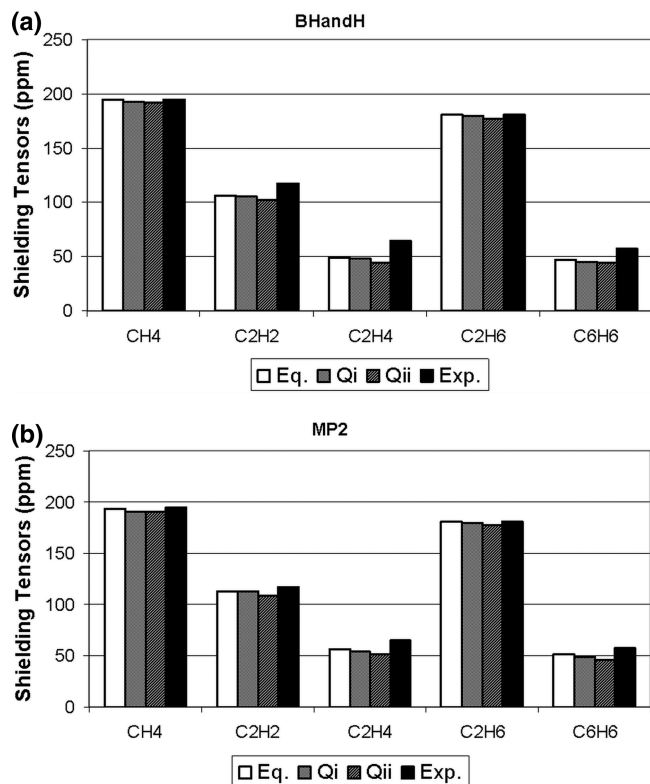 (a)
BHandH
Shielding Tensors (ppm)
250
200
150
100
50
0
CH4 C2H2 C2H4 C2H6 C6H6
Eq. Qi Qii Exp.
(b)
MP2
Shielding Tensors (ppm)
250
200
150
100
50
0
CH4 C2H2 C2H4 C2H6 C6H6
Eq. Qi Qii Exp.